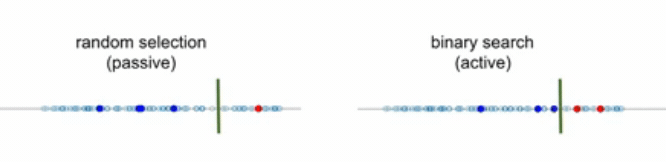 random selection
(passive)
binary search
(active)